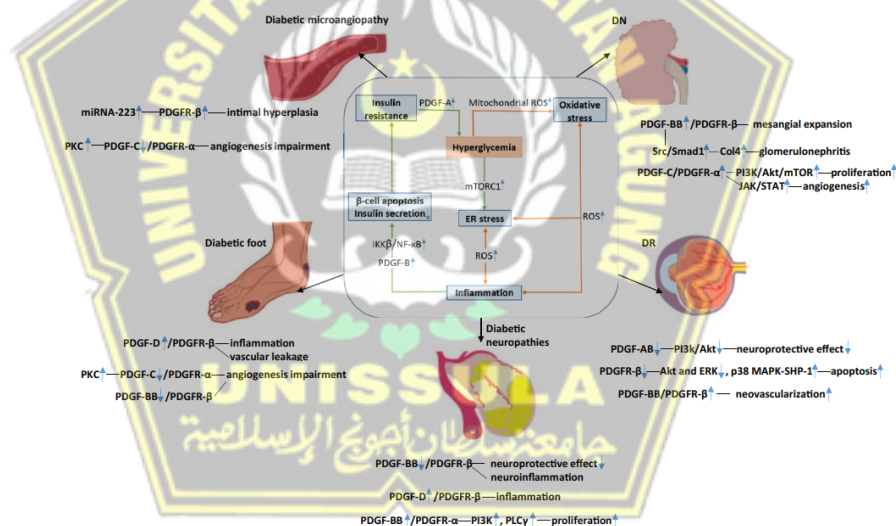 Diabetic microangiopathy
DN
miRNA-223↑—PDGFR-β↑—intimal hyperplasia
PKC↑—PDGF-C↓/PDGFR-α—angiogenesis impairment
Insulin resistance
PDGF-A↑
Mitochondrial ROS↑
Oxidative stress
Hyperglycemia
mTORC1↑
β-cell apoptosis
Insulin secretion↓
ER stress
ROS↑
IKKβ/NF-κB↑
PDGF-B↑
ROS↑
Inflammation
PDGF-BB↑/PDGFR-β—mesangial expansion
Src/Smad1↑—Col4↑—glomerulonephritis
PDGF-C/PDGFR-α↑—PI3K/Akt/mTOR↑—proliferation↑
JAK/STAT↑—angiogenesis↑
Diabetic foot
DR
PDGF-D↑/PDGFR-β—inflammation
vascular leakage
PKC↑—PDGF-C↓/PDGFR-α—angiogenesis impairment
PDGF-BB↓/PDGFR-β
Diabetic
neuropathies
PDGF-AB↓—PI3k/Akt↓—neuroprotective effect↓
PDGFR-β↓—Akt and ERK↓, p38 MAPK-SHP-1↑—apoptosis↑
PDGF-BB/PDGFR-β↑—neovascularization↑
PDGF-BB↓/PDGFR-β—neuroprotective effect↓
neuroinflammation
PDGF-D↑/PDGFR-β—inflammation
PDGF-BB↑/PDGFR-α—PI3K↑, PLCγ↑—proliferation↑
UNISSULA
جامعة سلطان أجونج الإسلامية